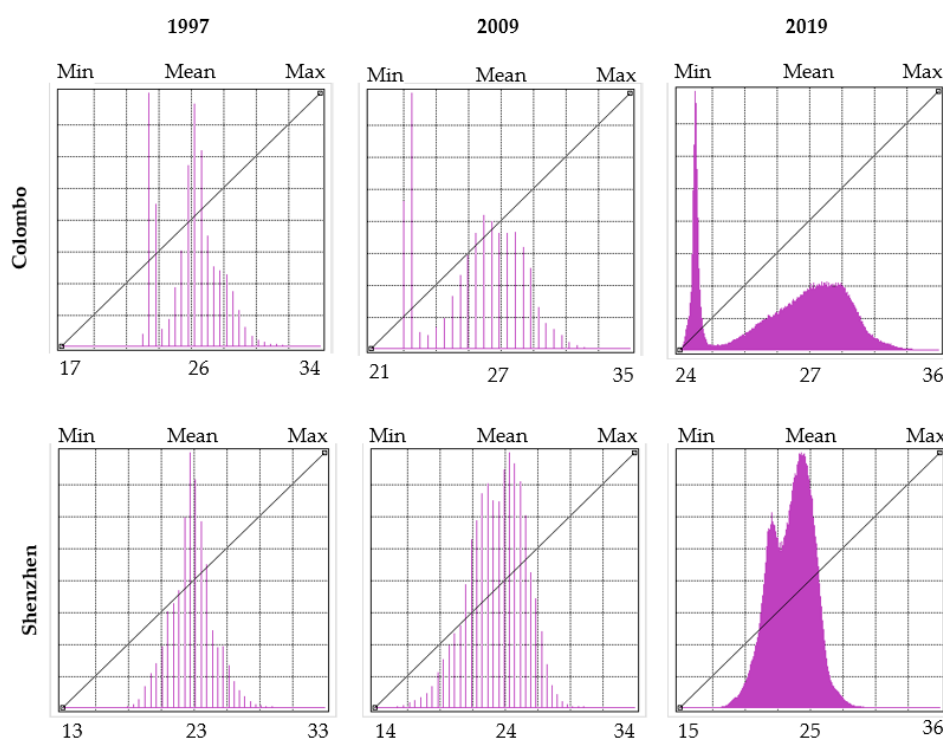 1997 2009 2019
Min Mean Max Min Mean Max Min Mean Max
Colombo
17 26 34 21 27 35 24 27 36
Min Mean Max Min Mean Max Min Mean Max
Shenzhen
13 23 33 14 24 34 15 25 36